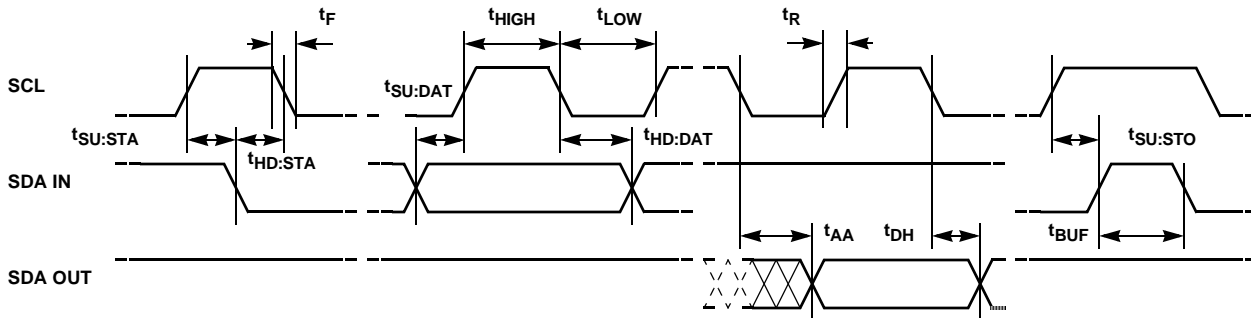 tF
tHIGH
tLOW
tR
SCL
tSU:DAT
tSU:STA
tHD:STA
tHD:DAT
tSU:STO
SDA IN
tAA
tDH
tBUF
SDA OUT